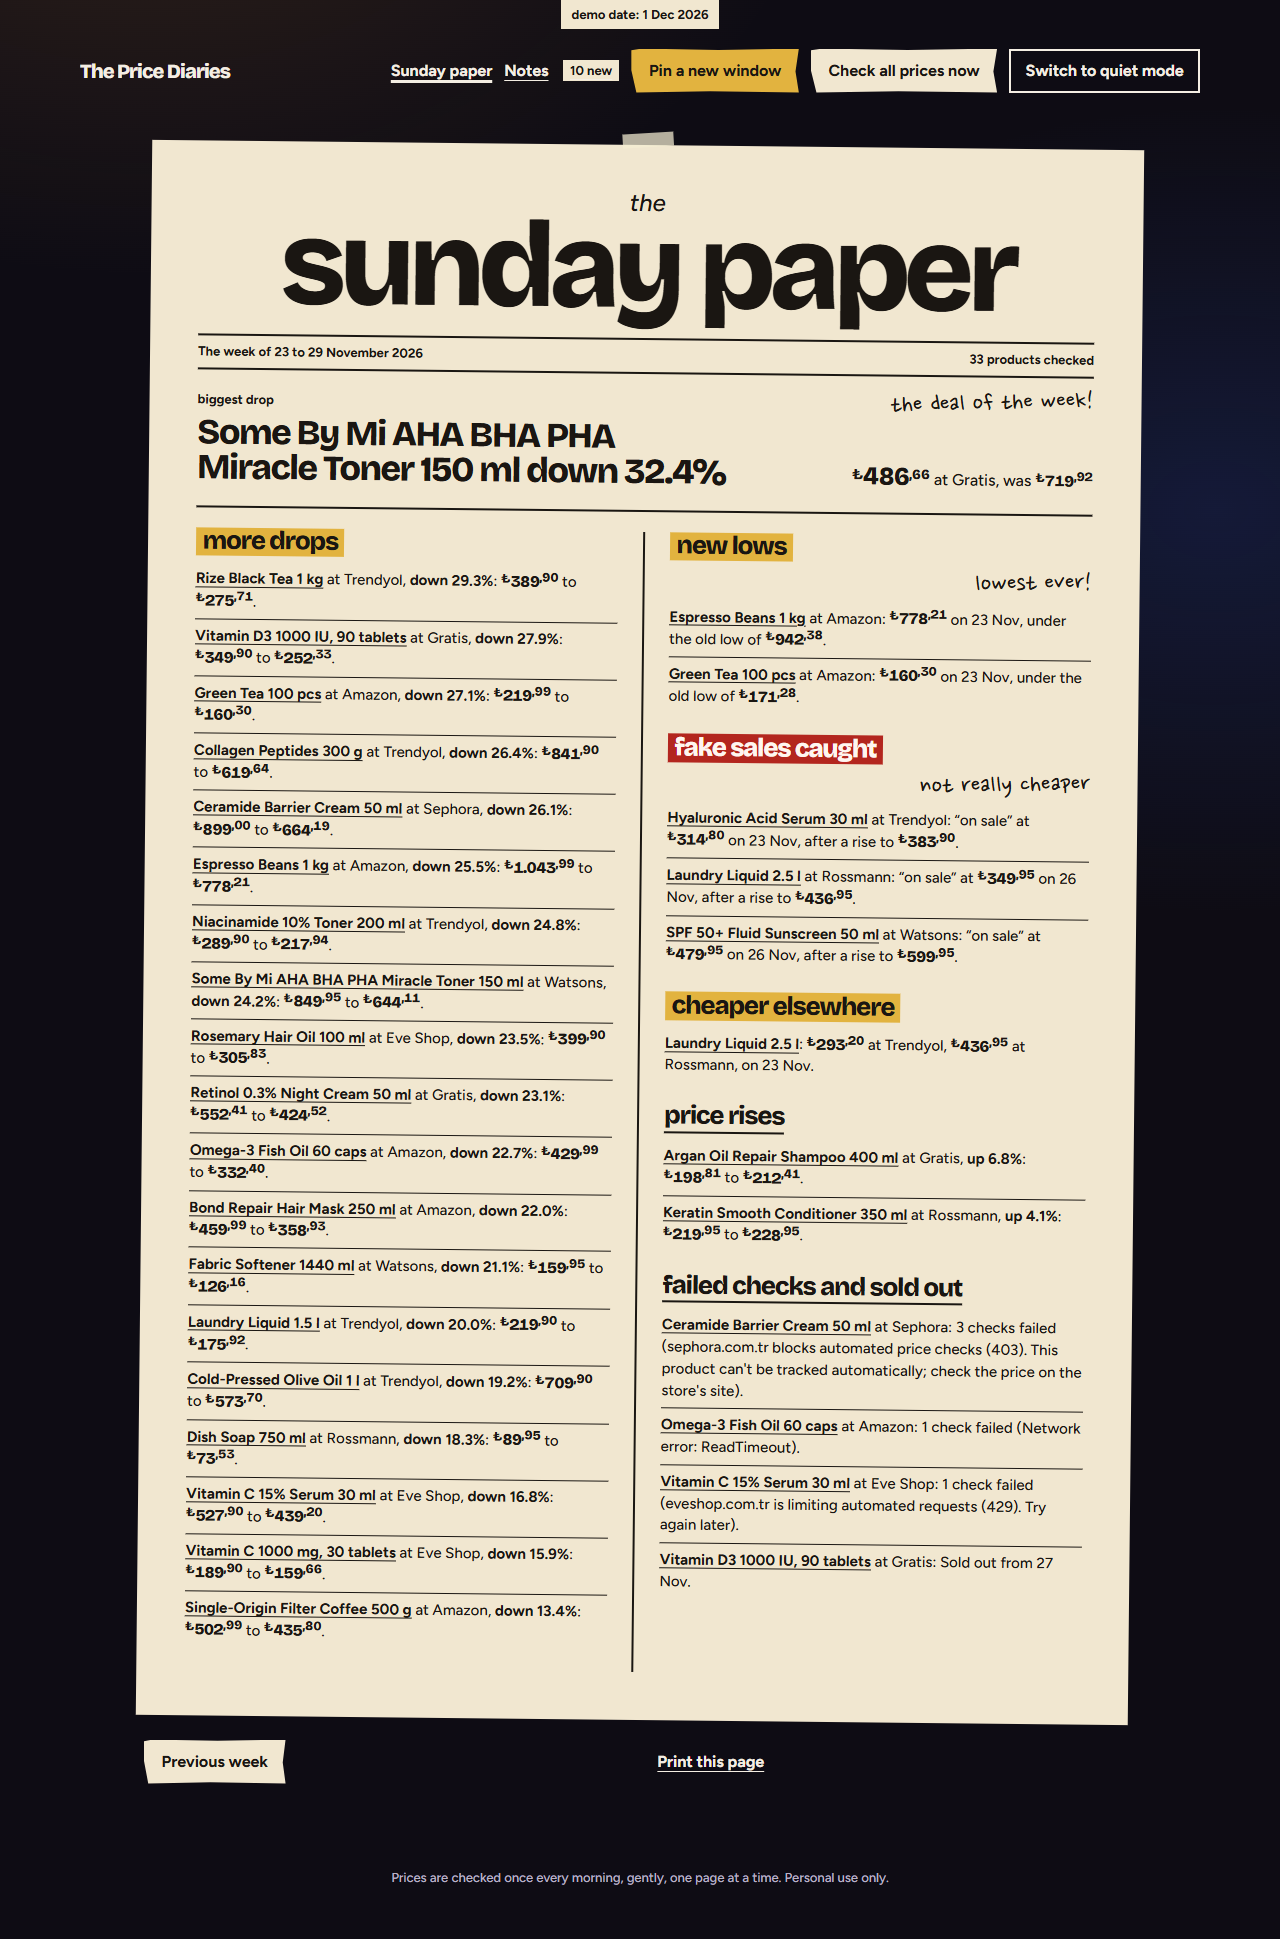 demo date: 1 Dec 2026
The Price Diaries
Sunday paper
Notes
10 new
Pin a new window
Check all prices now
Switch to quiet mode
the
sunday paper
The week of 23 to 29 November 2026
33 products checked
biggest drop
the deal of the week!
Some By Mi AHA BHA PHA
Miracle Toner 150 ml down 32.4%
₺486,66 at Gratis, was ₺719,92
more drops
Rize Black Tea 1 kg at Trendyol, down 29.3%: ₺389,90 to
₺275,71.
Vitamin D3 1000 IU, 90 tablets at Gratis, down 27.9%:
₺349,90 to ₺252,33.
Green Tea 100 pcs at Amazon, down 27.1%: ₺219,99 to
₺160,30.
Collagen Peptides 300 g at Trendyol, down 26.4%: ₺841,90
to ₺619,64.
Ceramide Barrier Cream 50 ml at Sephora, down 26.1%:
₺899,00 to ₺664,19.
Espresso Beans 1 kg at Amazon, down 25.5%: ₺1.043,99 to
₺778,21.
Niacinamide 10% Toner 200 ml at Trendyol, down 24.8%:
₺289,90 to ₺217,94.
Some By Mi AHA BHA PHA Miracle Toner 150 ml at Watsons,
down 24.2%: ₺849,95 to ₺644,11.
Rosemary Hair Oil 100 ml at Eve Shop, down 23.5%: ₺399,90
to ₺305,83.
Retinol 0.3% Night Cream 50 ml at Gratis, down 23.1%:
₺552,41 to ₺424,52.
Omega-3 Fish Oil 60 caps at Amazon, down 22.7%: ₺429,99
to ₺332,40.
Bond Repair Hair Mask 250 ml at Amazon, down 22.0%:
₺459,99 to ₺358,93.
Fabric Softener 1440 ml at Watsons, down 21.1%: ₺159,95 to
₺126,16.
Laundry Liquid 1.5 l at Trendyol, down 20.0%: ₺219,90 to
₺175,92.
Cold-Pressed Olive Oil 1 l at Trendyol, down 19.2%: ₺709,90
to ₺573,70.
Dish Soap 750 ml at Rossmann, down 18.3%: ₺89,95 to
₺73,53.
Vitamin C 15% Serum 30 ml at Eve Shop, down 16.8%:
₺527,90 to ₺439,20.
Vitamin C 1000 mg, 30 tablets at Eve Shop, down 15.9%:
₺189,90 to ₺159,66.
Single-Origin Filter Coffee 500 g at Amazon, down 13.4%:
₺502,99 to ₺435,80.
new lows
lowest ever!
Espresso Beans 1 kg at Amazon: ₺778,21 on 23 Nov, under
the old low of ₺942,38.
Green Tea 100 pcs at Amazon: ₺160,30 on 23 Nov, under the
old low of ₺171,28.
fake sales caught
not really cheaper
Hyaluronic Acid Serum 30 ml at Trendyol: “on sale” at
₺314,80 on 23 Nov, after a rise to ₺383,90.
Laundry Liquid 2.5 l at Rossmann: “on sale” at ₺349,95 on 26
Nov, after a rise to ₺436,95.
SPF 50+ Fluid Sunscreen 50 ml at Watsons: “on sale” at
₺479,95 on 26 Nov, after a rise to ₺599,95.
cheaper elsewhere
Laundry Liquid 2.5 l: ₺293,20 at Trendyol, ₺436,95 at
Rossmann, on 23 Nov.
price rises
Argan Oil Repair Shampoo 400 ml at Gratis, up 6.8%:
₺198,81 to ₺212,41.
Keratin Smooth Conditioner 350 ml at Rossmann, up 4.1%:
₺219,95 to ₺228,95.
failed checks and sold out
Ceramide Barrier Cream 50 ml at Sephora: 3 checks failed
(sephora.com.tr blocks automated price checks (403). This
product can't be tracked automatically; check the price on the
store's site).
Omega-3 Fish Oil 60 caps at Amazon: 1 check failed (Network
error: ReadTimeout).
Vitamin C 15% Serum 30 ml at Eve Shop: 1 check failed
(eveshop.com.tr is limiting automated requests (429). Try
again later).
Vitamin D3 1000 IU, 90 tablets at Gratis: Sold out from 27
Nov.
Previous week
Print this page
Prices are checked once every morning, gently, one page at a time. Personal use only.